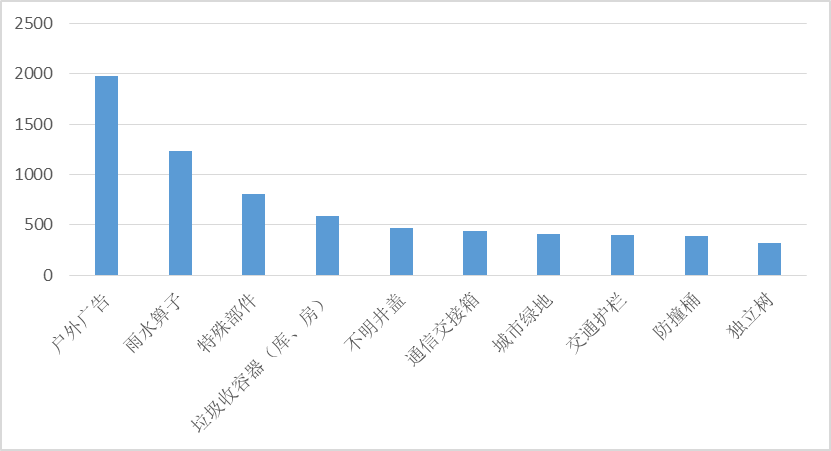 2500
2000
1500
1000
500
0
户外广告
雨水箅子
特殊部件
垃圾收容器（库、房）
不明井盖
通信交接箱
城市绿地
交通护栏
防撞桶
独立树